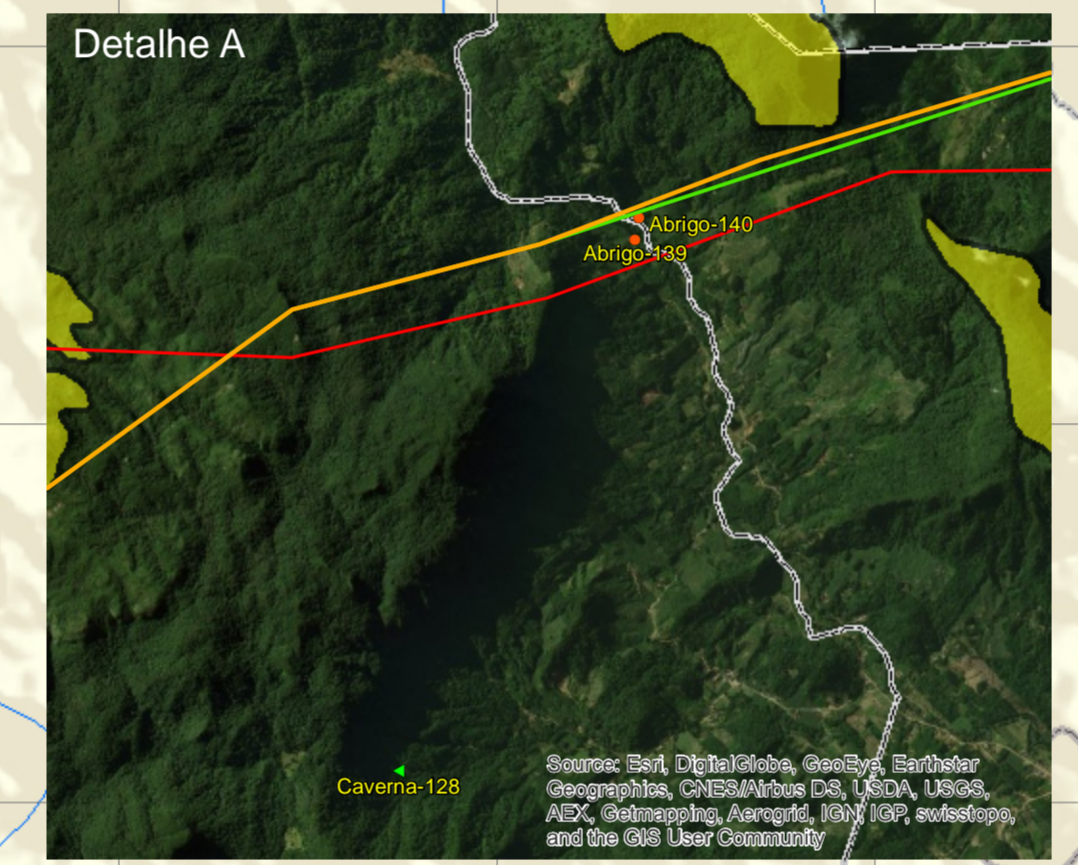 Detalhe A
Abrigo-140
Abrigo-139
Caverna-128
Source: Esri, DigitalGlobe, GeoEye, Earthstar
Geographics, CNES/Airbus DS, USDA, USGS,
AEX, Getmapping, Aerogrid, IGN, IGP, swisstopo,
and the GIS User Community